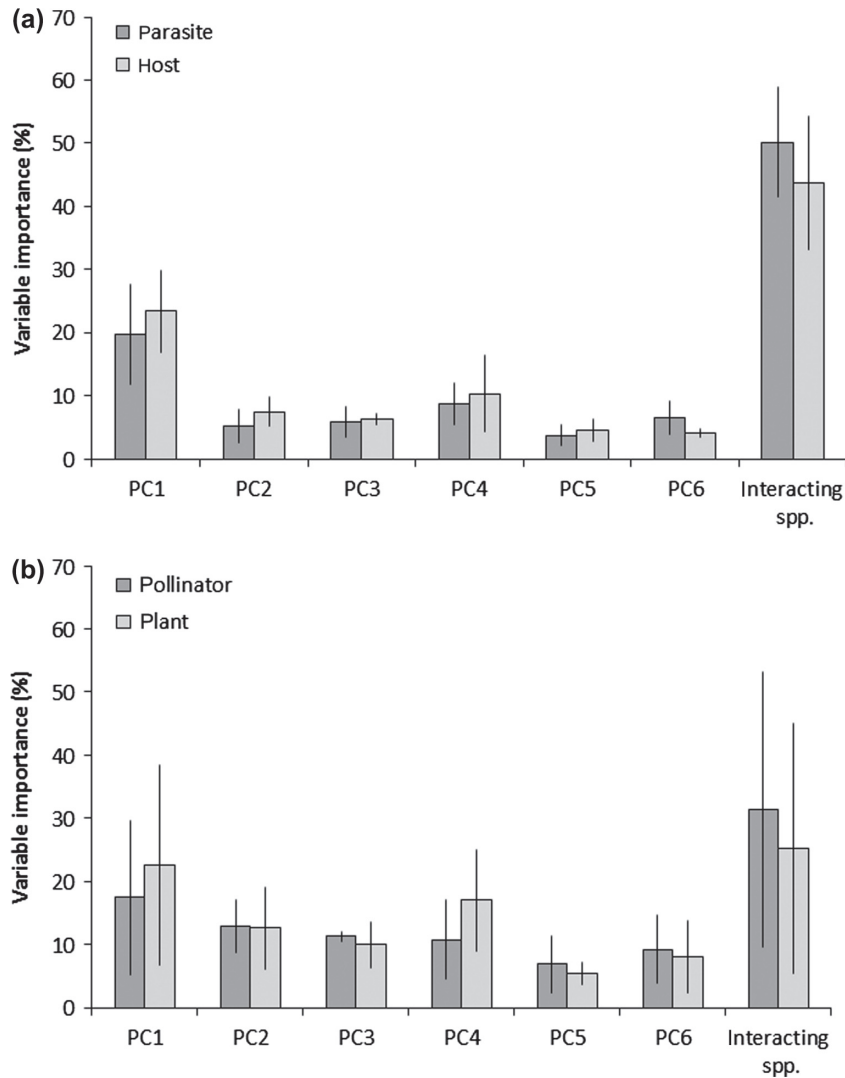 (a)
70
60
50
40
30
20
10
0
Variable importance (%)
Parasite
Host
PC1 PC2 PC3 PC4 PC5 PC6 Interacting
spp.
(b)
70
60
50
40
30
20
10
0
Variable importance (%)
Pollinator
Plant
PC1 PC2 PC3 PC4 PC5 PC6 Interacting
spp.